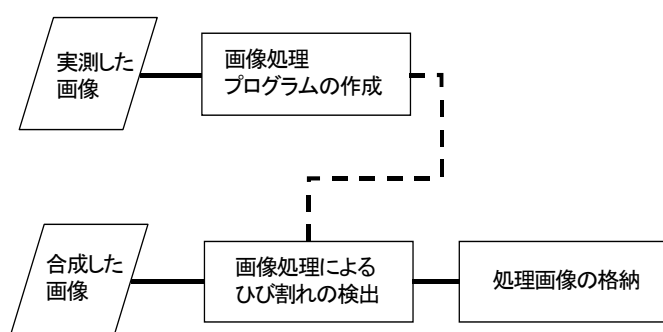 実測した
画像
画像処理
プログラムの作成
合成した
画像
画像処理による
ひび割れの検出
処理画像の格納